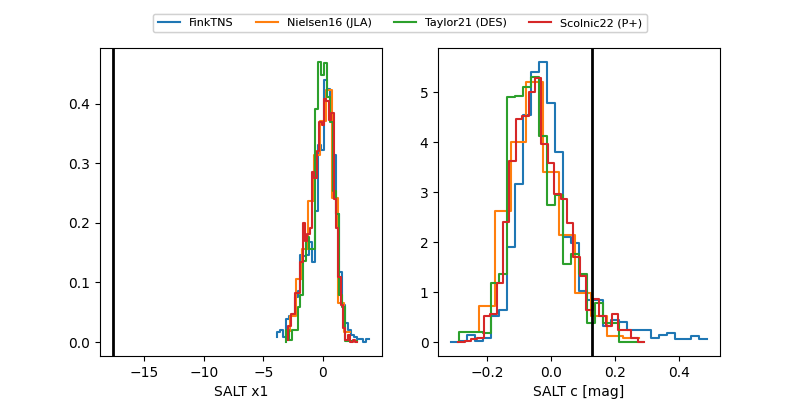 FinkTNS Nielsen16 (JLA) Taylor21 (DES) Scolnic22 (P+)
0.4
0.3
0.2
0.1
0.0
−15 −10 −5 0
SALT x1
5
4
3
2
1
0
−0.2 0.0 0.2 0.4
SALT c [mag]